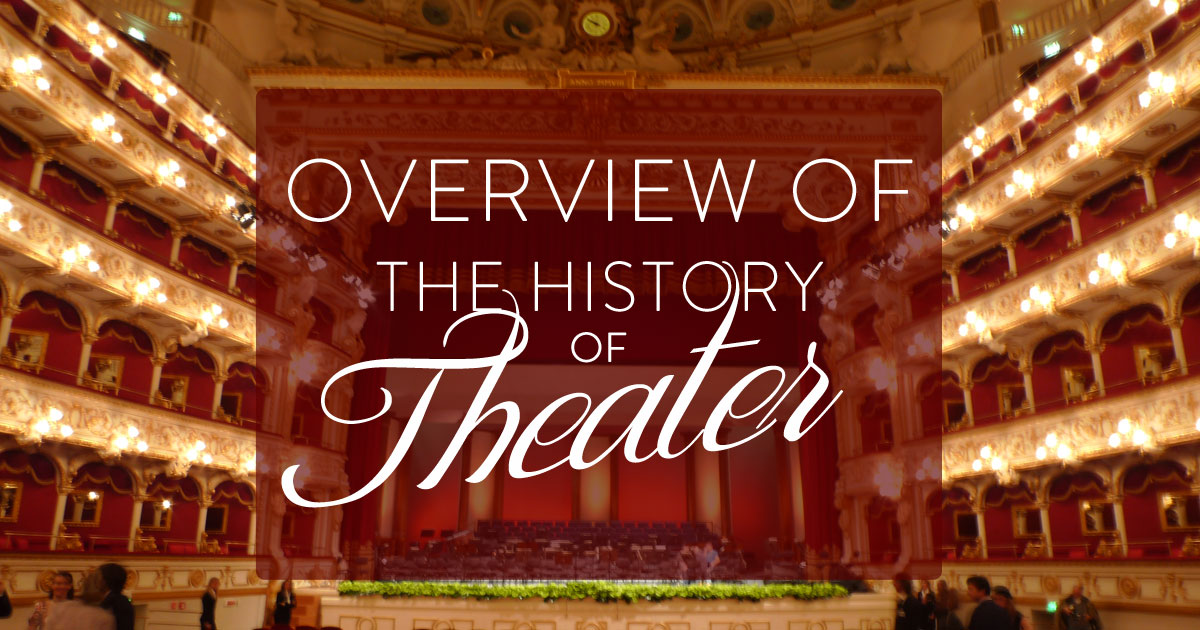 OVERVIEW OF
THE HISTORY
OF
Theater